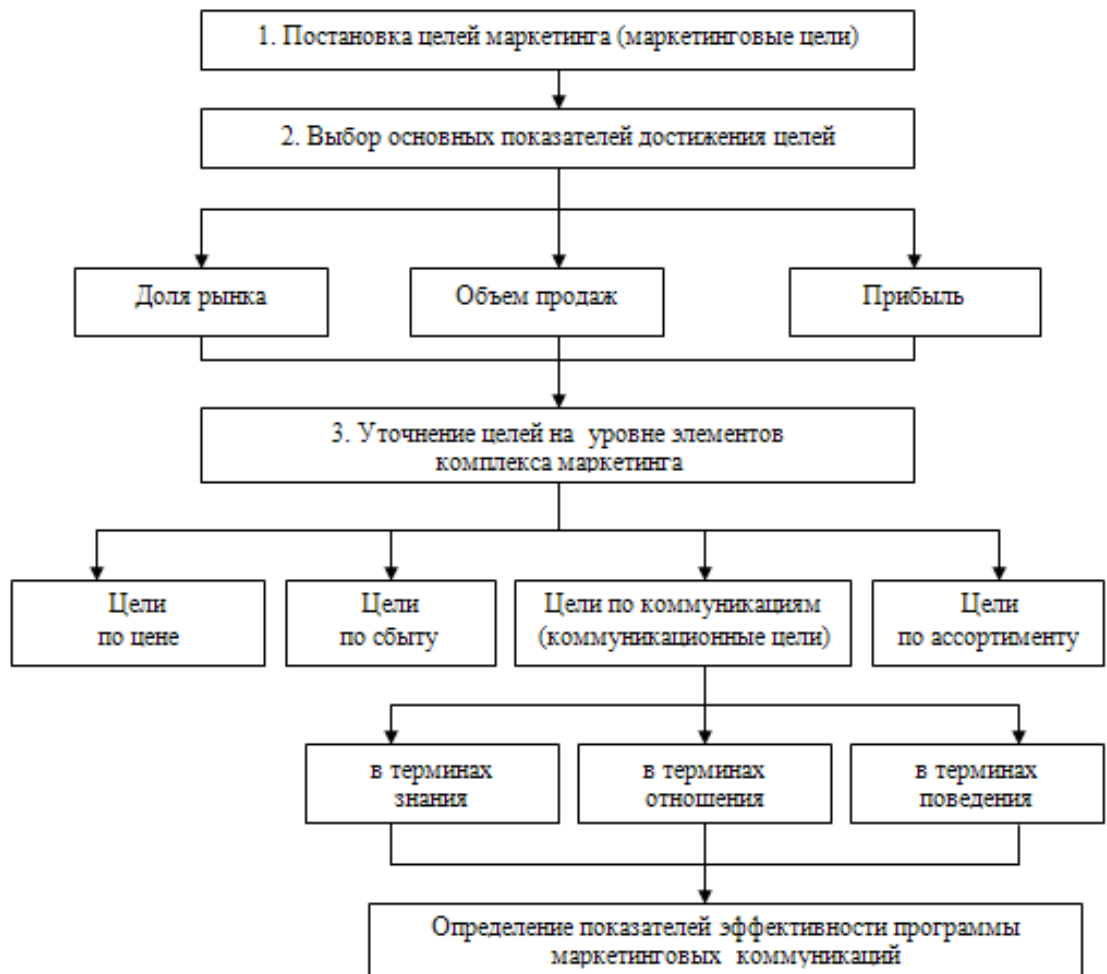 1. Постановка целей маркетинга (маркетинговые цели)
2. Выбор основных показателей достижения целей
Доля рынка
Объем продаж
Прибыль
3. Уточнение целей на уровне элементов
комплекса маркетинга
Цели
по цене
Цели
по сбыту
Цели по коммуникациям
(коммуникационные цели)
Цели
по ассортименту
в терминах
знания
в терминах
отношения
в терминах
поведения
Определение показателей эффективности программы
маркетинговых коммуникаций